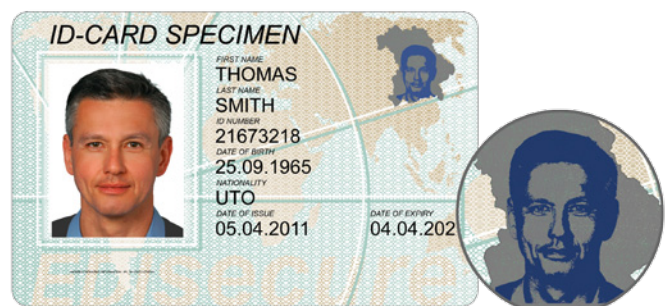 ID-CARD SPECIMEN
FIRST NAME
THOMAS
LAST NAME
SMITH
ID NUMBER
21673218
DATE OF BIRTH
25.09.1965
NATIONALITY
UTO
DATE OF ISSUE
05.04.2011
DATE OF EXPIRY
04.04.202
EDIsecure